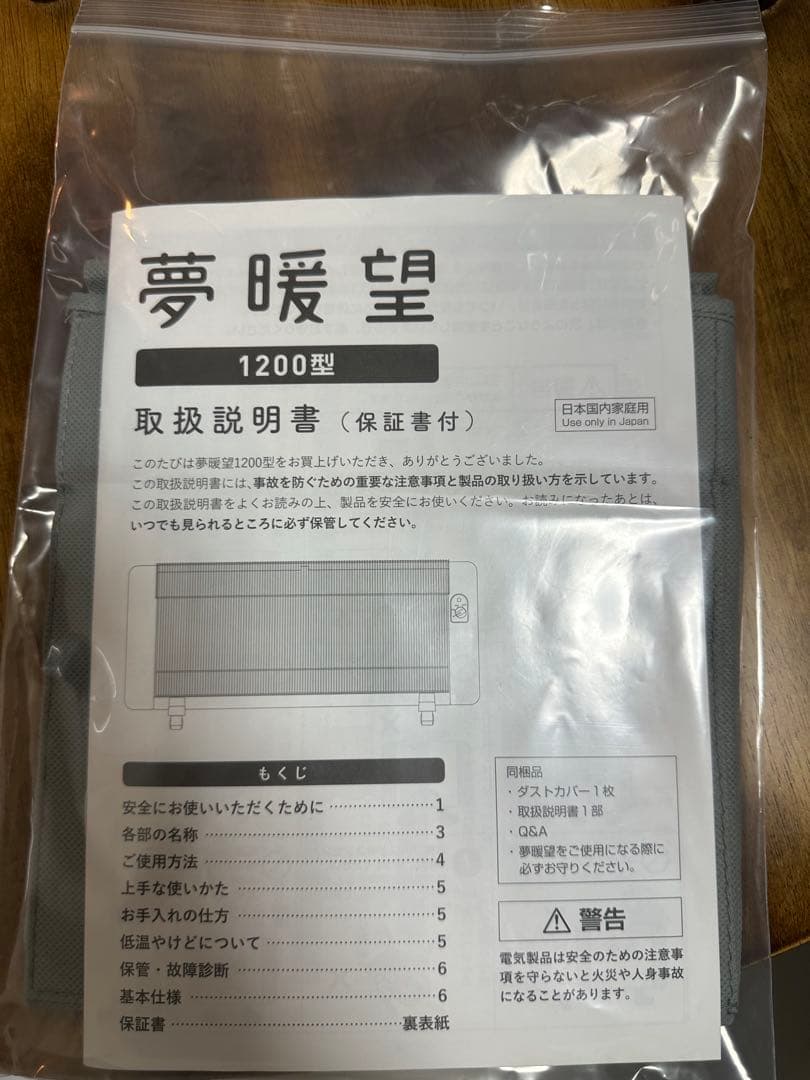 夢暖望
1200型
取扱説明書（保証書付）
日本国内家庭用
Use only in Japan
このたびは夢暖望1200型をお買上げいただき、ありがとうございました。
この取扱説明書には、事故を防ぐための重要な注意事項と製品の取り扱い方を示しています。
この取扱説明書をよくお読みの上、製品を安全にお使いください。お読みになったあとは、
いつでも見られるところに必ず保管してください。
もくじ
安全にお使いいただくために……………………1
各部の名称……………………3
ご使用方法……………………4
上手な使いかた……………………5
お手入れの仕方……………………5
低温やけどについて……………………5
保管・故障診断……………………6
基本仕様……………………6
保証書……………………裏表紙
同梱品
・ダストカバー1枚
・取扱説明書1部
・Q&A
・夢暖望をご使用になる際に
必ずお守りください。
警告
電気製品は安全のための注意事
項を守らないと火災や人身事故
になることがあります。